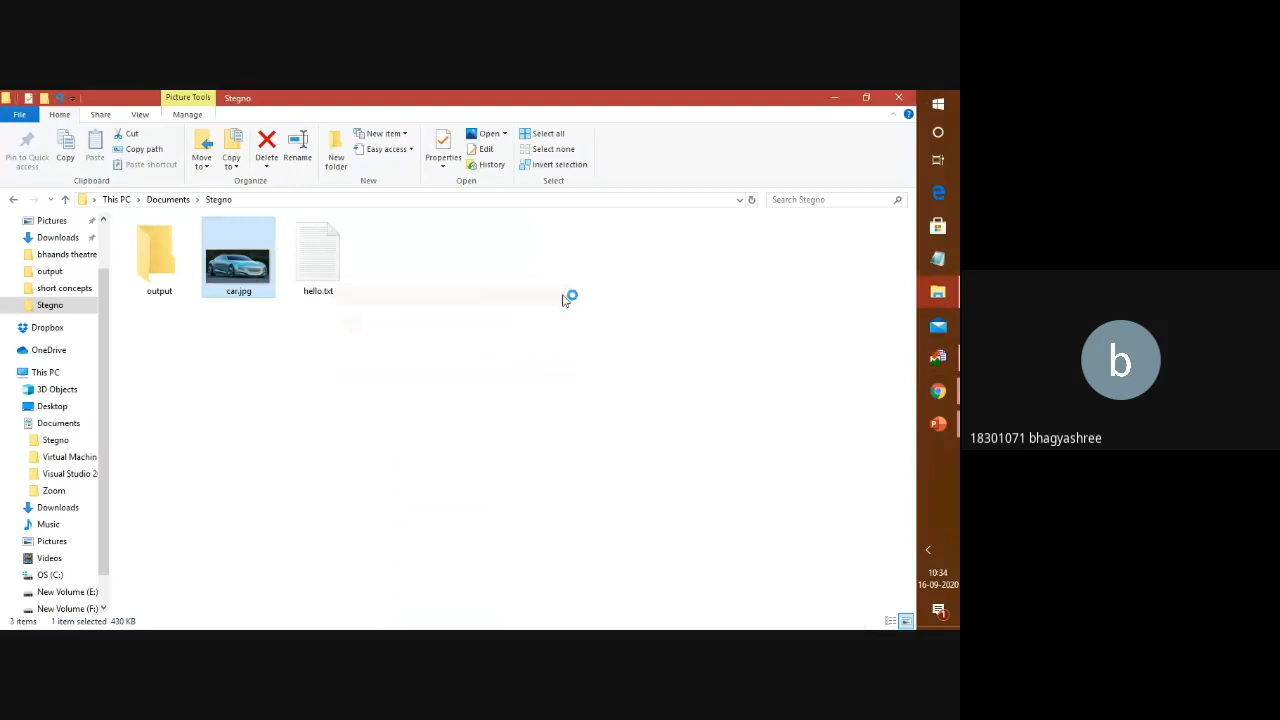 Picture Tools
Stegno
File
Home
Share
View
Manage
Pin to Quick
access
Copy
Paste
Cut
Copy path
Paste shortcut
Clipboard
Move
to
Copy
to
Delete
Rename
Organize
New
folder
New item
Easy access
New
Properties
Open
Edit
History
Open
Select all
Select none
Invert selection
Select
This PC
Documents
Stegno
Search Stegno
Pictures
Downloads
bhaands theatre
output
short concepts
Stegno
Dropbox
OneDrive
This PC
3D Objects
Desktop
Documents
Stegno
Virtual Machin
Visual Studio 2
Zoom
Downloads
Music
Pictures
Videos
OS (C:)
New Volume (E:)
New Volume (F:)
output
car.jpg
hello.txt
3 items
1 item selected 430 KB
10:34
16-09-2020
1
b
18301071 bhagyashree